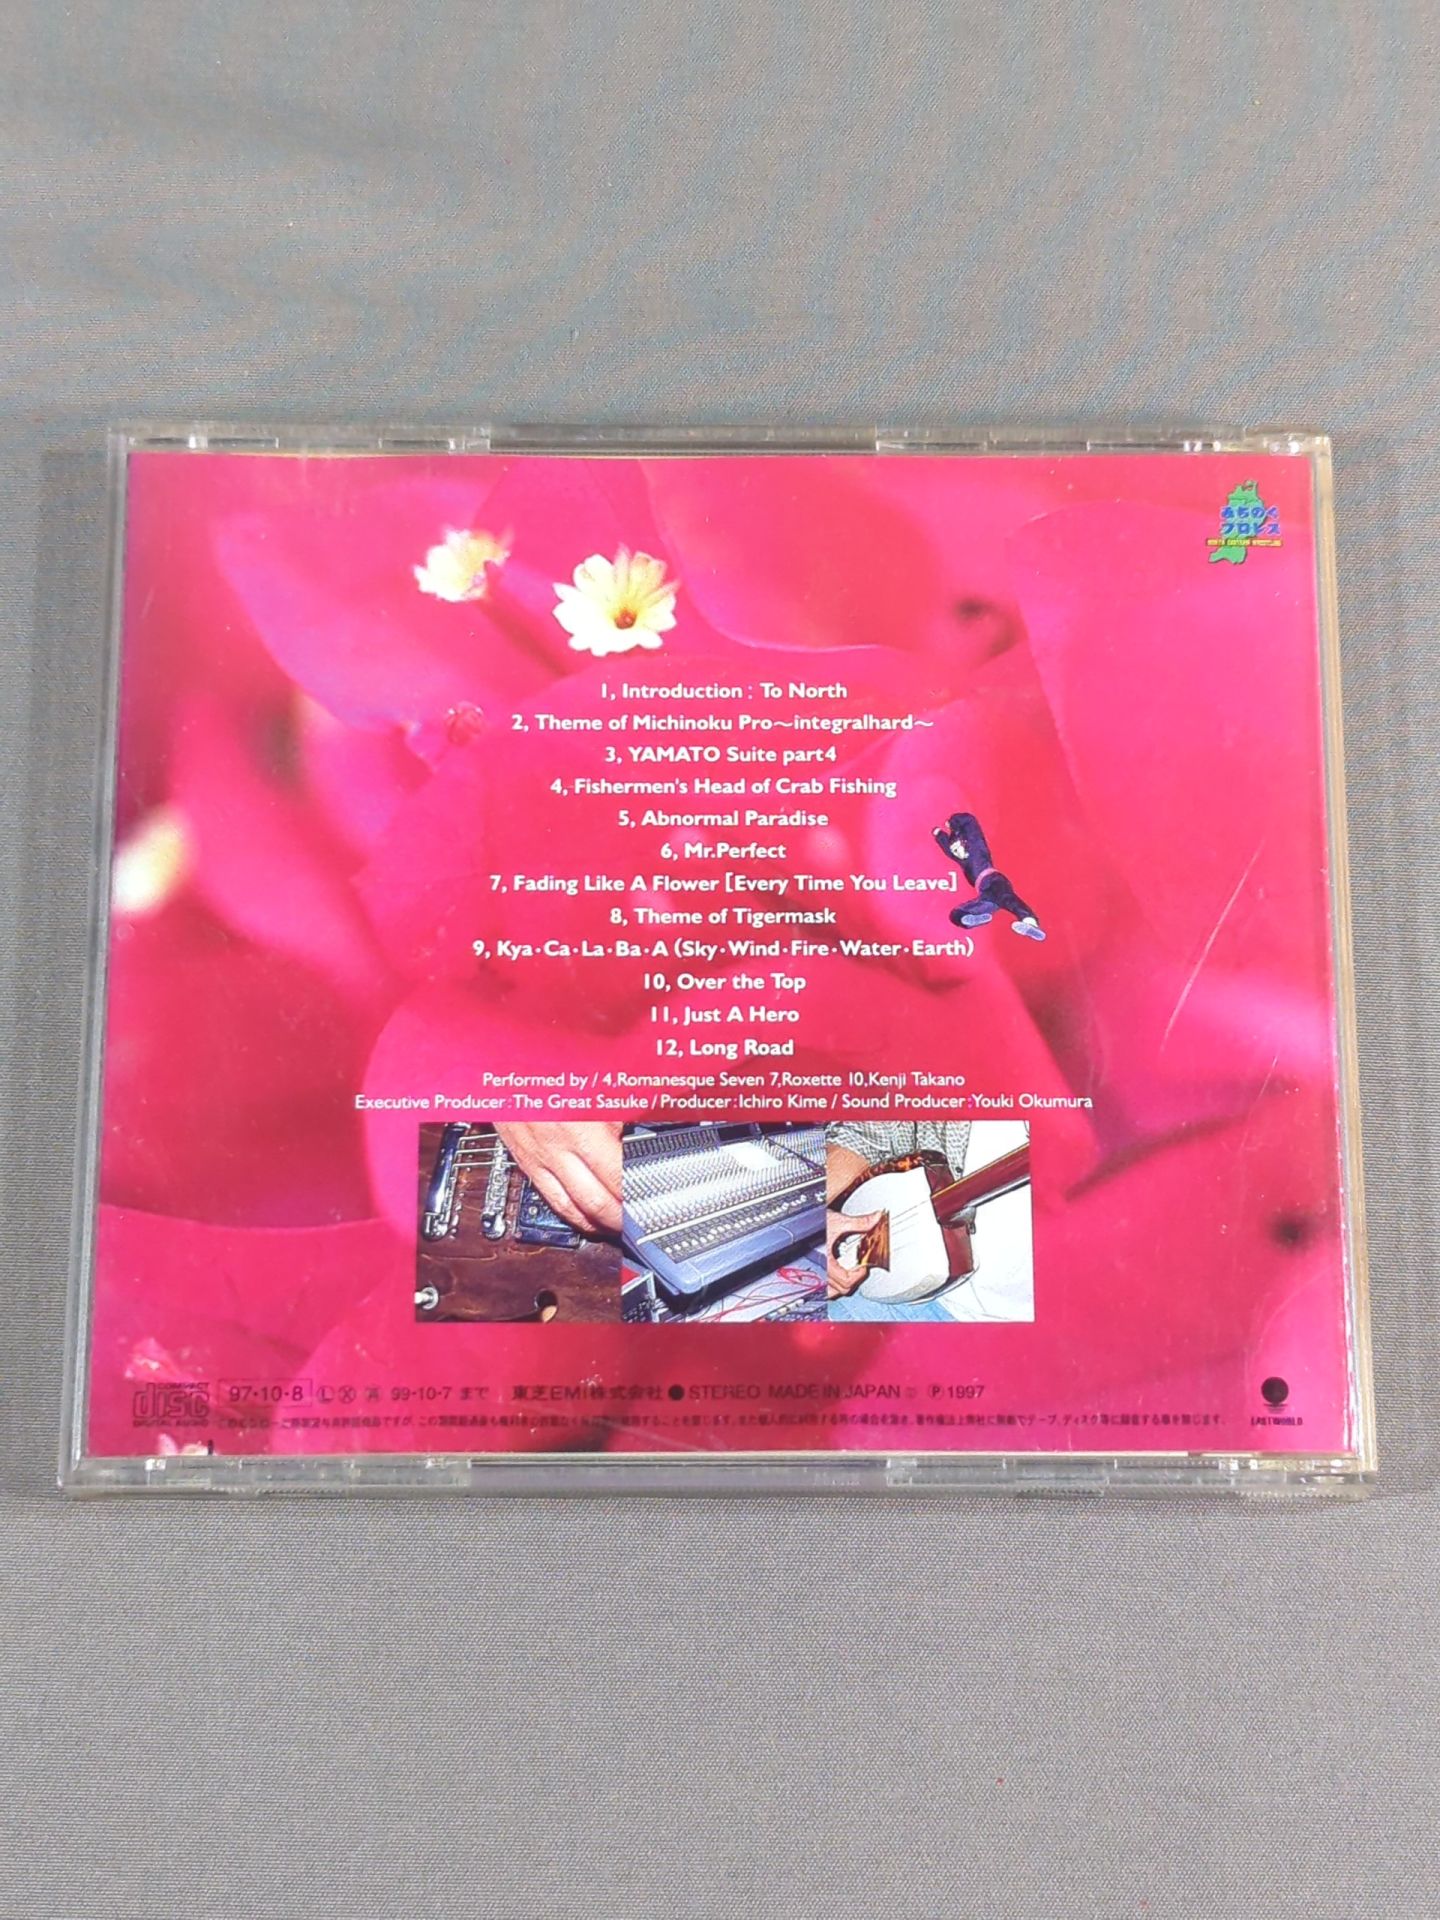 みちのく
プロレス
1, Introduction : To North
2, Theme of Michinoku Pro〜integralhard〜
3, YAMATO Suite part4
4, Fishermen's Head of Crab Fishing
5, Abnormal Paradise
6, Mr.Perfect
7, Fading Like A Flower [Every Time You Leave]
8, Theme of Tigermask
9, Kya・Ca・La・Ba・A (Sky・Wind・Fire・Water・Earth)
10, Over the Top
11, Just A Hero
12, Long Road
Performed by / 4,Romanesque Seven 7,Roxette 10,Kenji Takano
Executive Producer:The Great Sasuke / Producer:Ichiro Kime / Sound Producer:Youki Okumura
COMPACT
disc
DIGITAL AUDIO
97・10・8 Ⓛ Ⓧ 99・10・7 まで 東芝EMI株式会社 ● STEREO MADE IN JAPAN Ⓟ 1997
EASTWORLD